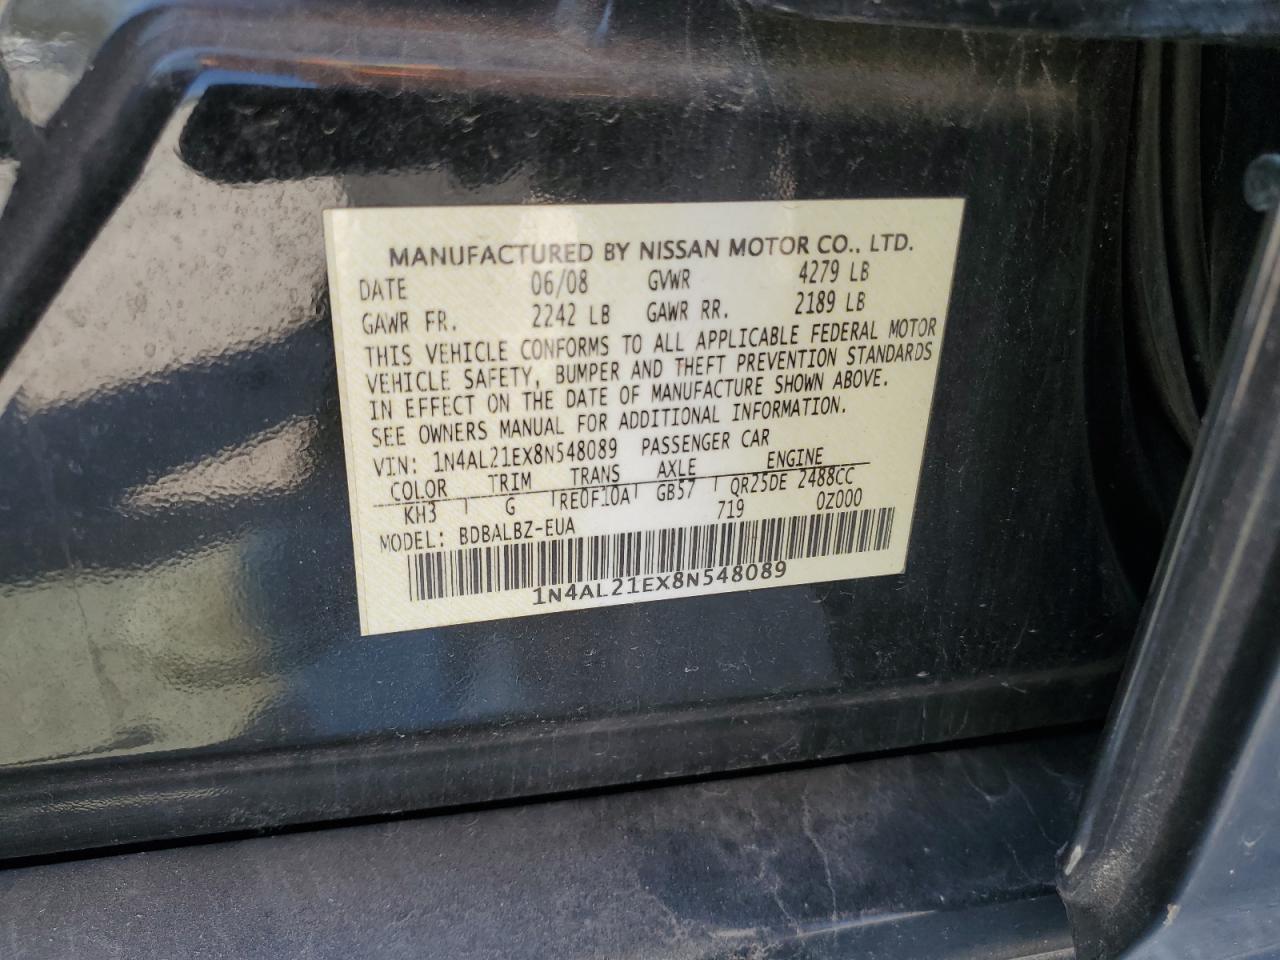 MANUFACTURED BY NISSAN MOTOR CO., LTD.
DATE 06/08 GVWR 4279 LB
GAWR FR. 2242 LB GAWR RR. 2189 LB
THIS VEHICLE CONFORMS TO ALL APPLICABLE FEDERAL MOTOR
VEHICLE SAFETY, BUMPER AND THEFT PREVENTION STANDARDS
IN EFFECT ON THE DATE OF MANUFACTURE SHOWN ABOVE.
SEE OWNERS MANUAL FOR ADDITIONAL INFORMATION.
VIN: 1N4AL21EX8N548089 PASSENGER CAR
COLOR TRIM TRANS AXLE ENGINE
KH3 G RE0F10A GB57 QR25DE 2488CC
719 0Z000
MODEL: BDBALBZ-EUA
1N4AL21EX8N548089